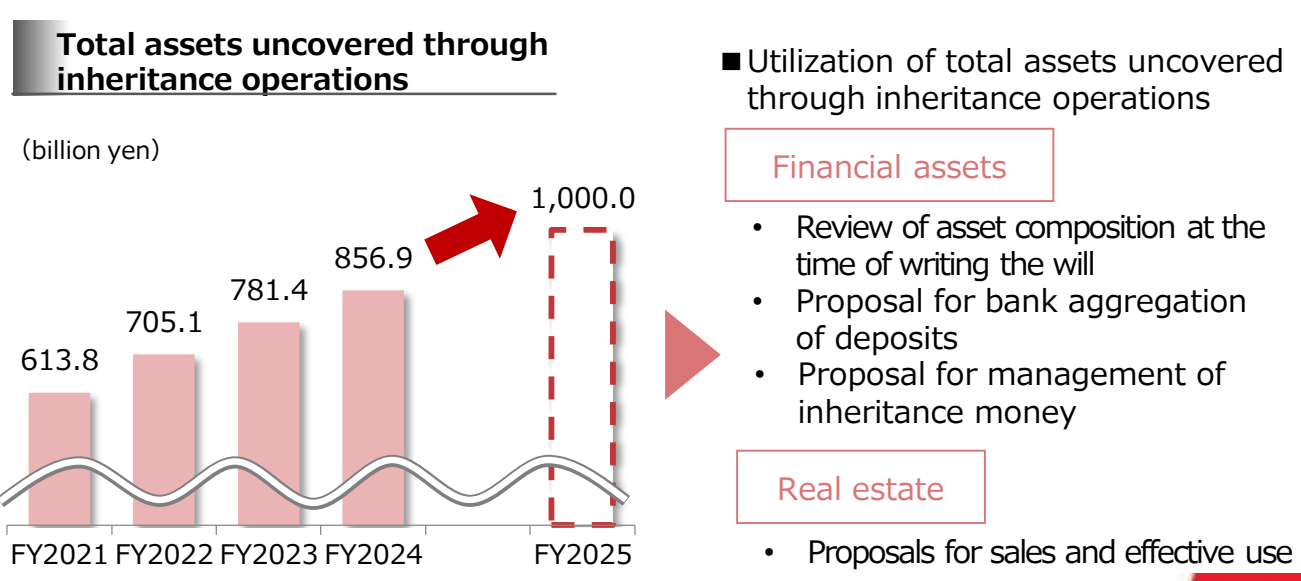 Total assets uncovered through
inheritance operations
（billion yen）
1,000.0
856.9
781.4
705.1
613.8
FY2021 FY2022 FY2023 FY2024 FY2025
■Utilization of total assets uncovered
through inheritance operations
Financial assets
• Review of asset composition at the
time of writing the will
• Proposal for bank aggregation
of deposits
• Proposal for management of
inheritance money
Real estate
• Proposals for sales and effective use